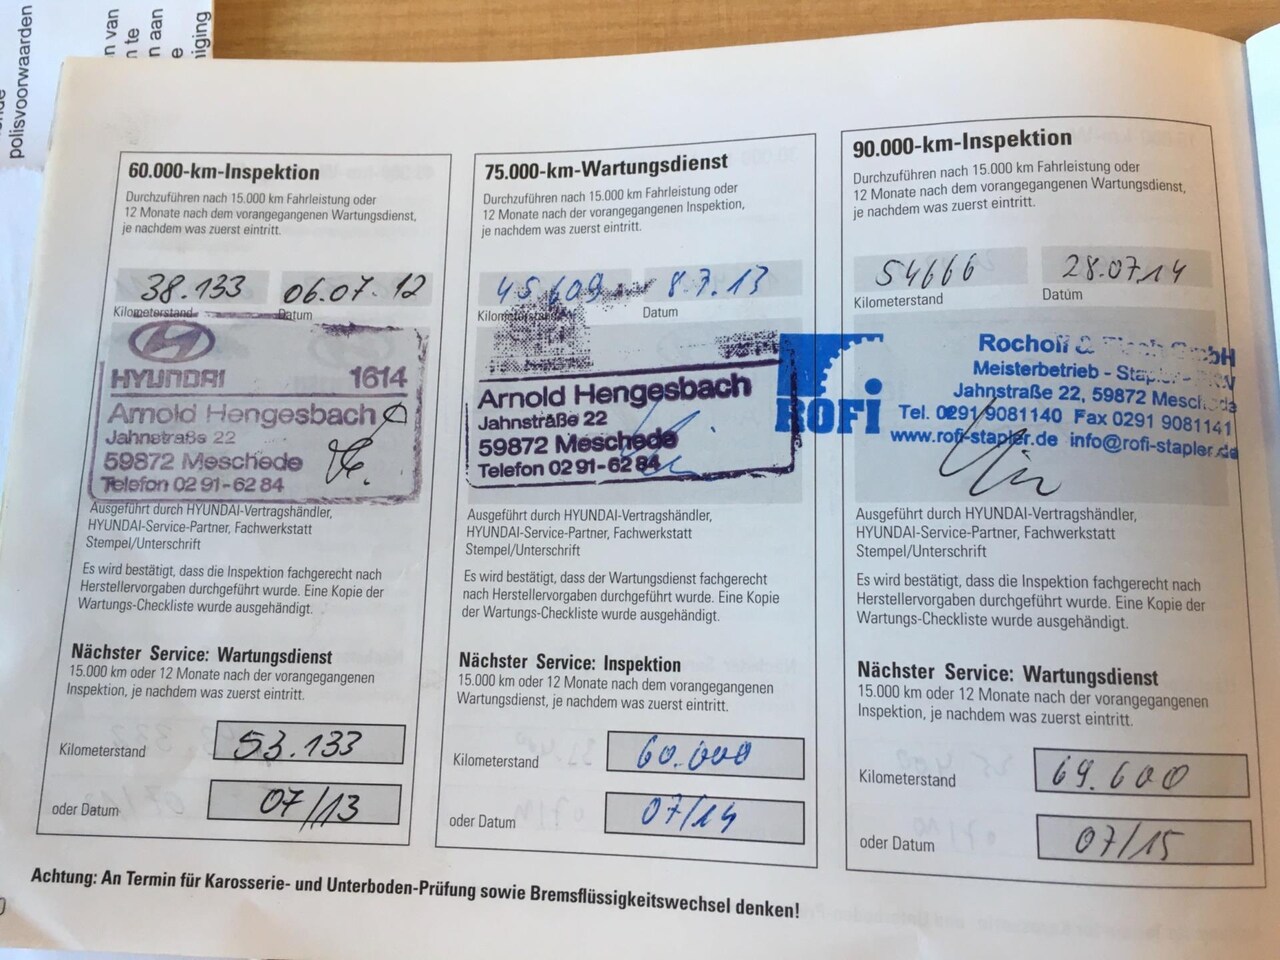 polisvoorwaarden
n van
n te
n aan
e
niging
60.000-km-Inspektion
Durchzuführen nach 15.000 km Fahrleistung oder
12 Monate nach dem vorangegangenen Wartungsdienst,
je nachdem was zuerst eintritt.
38.133 06.07.12
Kilometerstand Datum
HYUNDAI 1614
Arnold Hengesbach
Jahnstraße 22
59872 Meschede
Telefon 02 91-62 84
Ausgeführt durch HYUNDAI-Vertragshändler,
HYUNDAI-Service-Partner, Fachwerkstatt
Stempel/Unterschrift
Es wird bestätigt, dass die Inspektion fachgerecht nach
Herstellervorgaben durchgeführt wurde. Eine Kopie der
Wartungs-Checkliste wurde ausgehändigt.
Nächster Service: Wartungsdienst
15.000 km oder 12 Monate nach der vorangegangenen
Inspektion, je nachdem was zuerst eintritt.
Kilometerstand 53.133
oder Datum 07/13
75.000-km-Wartungsdienst
Durchzuführen nach 15.000 km Fahrleistung oder
12 Monate nach der vorangegangenen Inspektion,
je nachdem was zuerst eintritt.
45.609 8.7.13
Kilometerstand Datum
Arnold Hengesbach
Jahnstraße 22
59872 Meschede
Telefon 02 91-62 84
Ausgeführt durch HYUNDAI-Vertragshändler,
HYUNDAI-Service-Partner, Fachwerkstatt
Stempel/Unterschrift
Es wird bestätigt, dass der Wartungsdienst fachgerecht
nach Herstellervorgaben durchgeführt wurde. Eine Kopie
der Wartungs-Checkliste wurde ausgehändigt.
Nächster Service: Inspektion
15.000 km oder 12 Monate nach dem vorangegangenen
Wartungsdienst, je nachdem was zuerst eintritt.
Kilometerstand 60.000
oder Datum 07/14
90.000-km-Inspektion
Durchzuführen nach 15.000 km Fahrleistung oder
12 Monate nach dem vorangegangenen Wartungsdienst,
je nachdem was zuerst eintritt.
54666 28.07.14
Kilometerstand Datum
ROFi
Rocholl & GmbH
Meisterbetrieb -
Jahnstraße 22, 59872 Meschede
Tel. 0291 9081140 Fax 0291 9081141
www.rofi-stapler.de info@rofi-stapler.de
Ausgeführt durch HYUNDAI-Vertragshändler,
HYUNDAI-Service-Partner, Fachwerkstatt
Stempel/Unterschrift
Es wird bestätigt, dass die Inspektion fachgerecht nach
Herstellervorgaben durchgeführt wurde. Eine Kopie der
Wartungs-Checkliste wurde ausgehändigt.
Nächster Service: Wartungsdienst
15.000 km oder 12 Monate nach der vorangegangenen
Inspektion, je nachdem was zuerst eintritt.
Kilometerstand 69.600
oder Datum 07/15
Achtung: An Termin für Karosserie- und Unterboden-Prüfung sowie Bremsflüssigkeitswechsel denken!